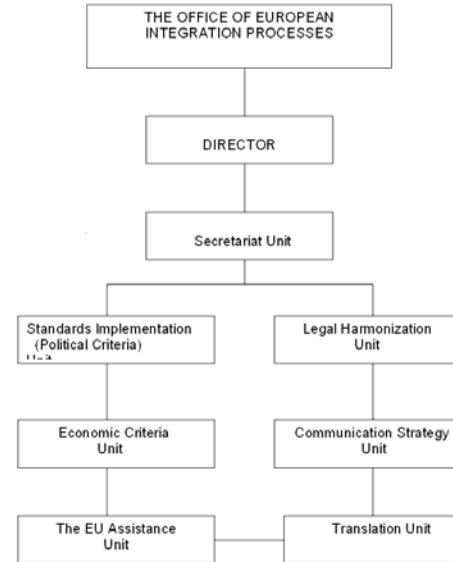 THE OFFICE OF EUROPEAN
INTEGRATION PROCESSES
DIRECTOR
Secretariat Unit
Standards Implementation
(Political Criteria)
Unit
Legal Harmonization
Unit
Economic Criteria
Unit
Communication Strategy
Unit
The EU Assistance
Unit
Translation Unit